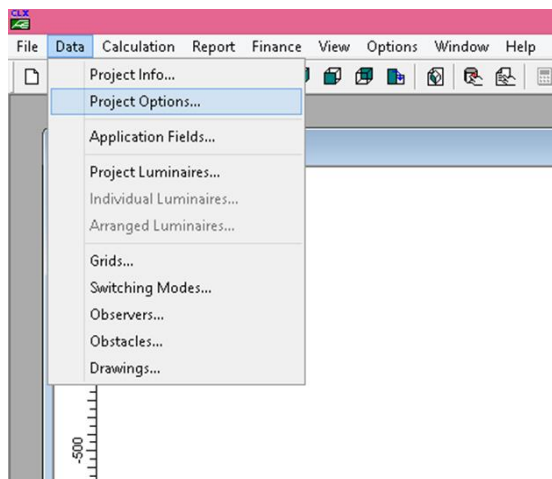 CLX
File Data Calculation Report Finance View Options Window Help
Project Info...
Project Options...
Application Fields...
Project Luminaires...
Individual Luminaires...
Arranged Luminaires...
Grids...
Switching Modes...
Observers...
Obstacles...
Drawings...
-500